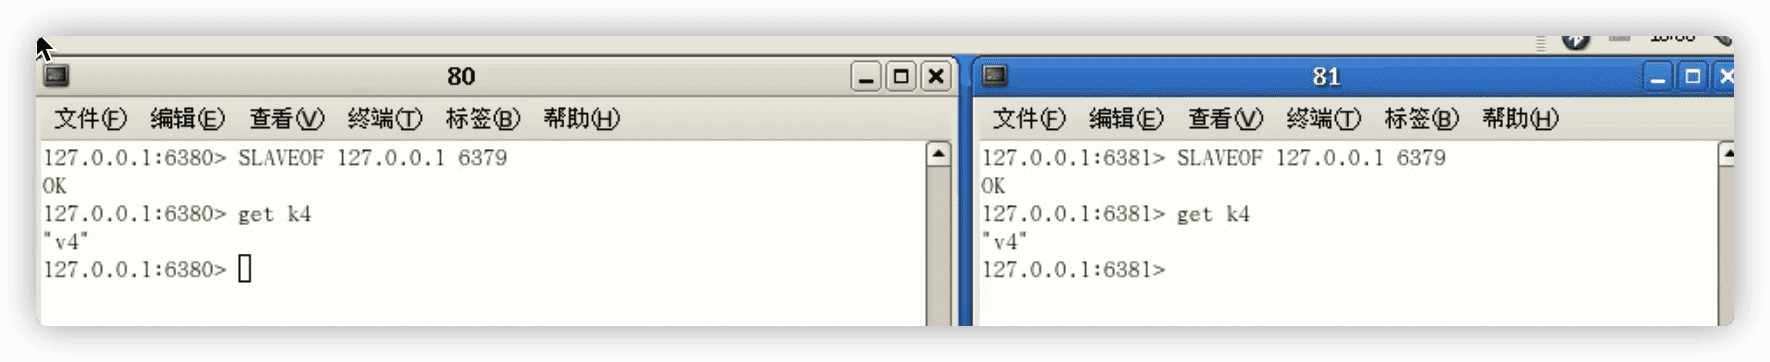 80
文件(F) 编辑(E) 查看(V) 终端(T) 标签(B) 帮助(H)
127.0.0.1:6380> SLAVEOF 127.0.0.1 6379
OK
127.0.0.1:6380> get k4
"v4"
127.0.0.1:6380>
81
文件(F) 编辑(E) 查看(V) 终端(T) 标签(B) 帮助(H)
127.0.0.1:6381> SLAVEOF 127.0.0.1 6379
OK
127.0.0.1:6381> get k4
"v4"
127.0.0.1:6381>